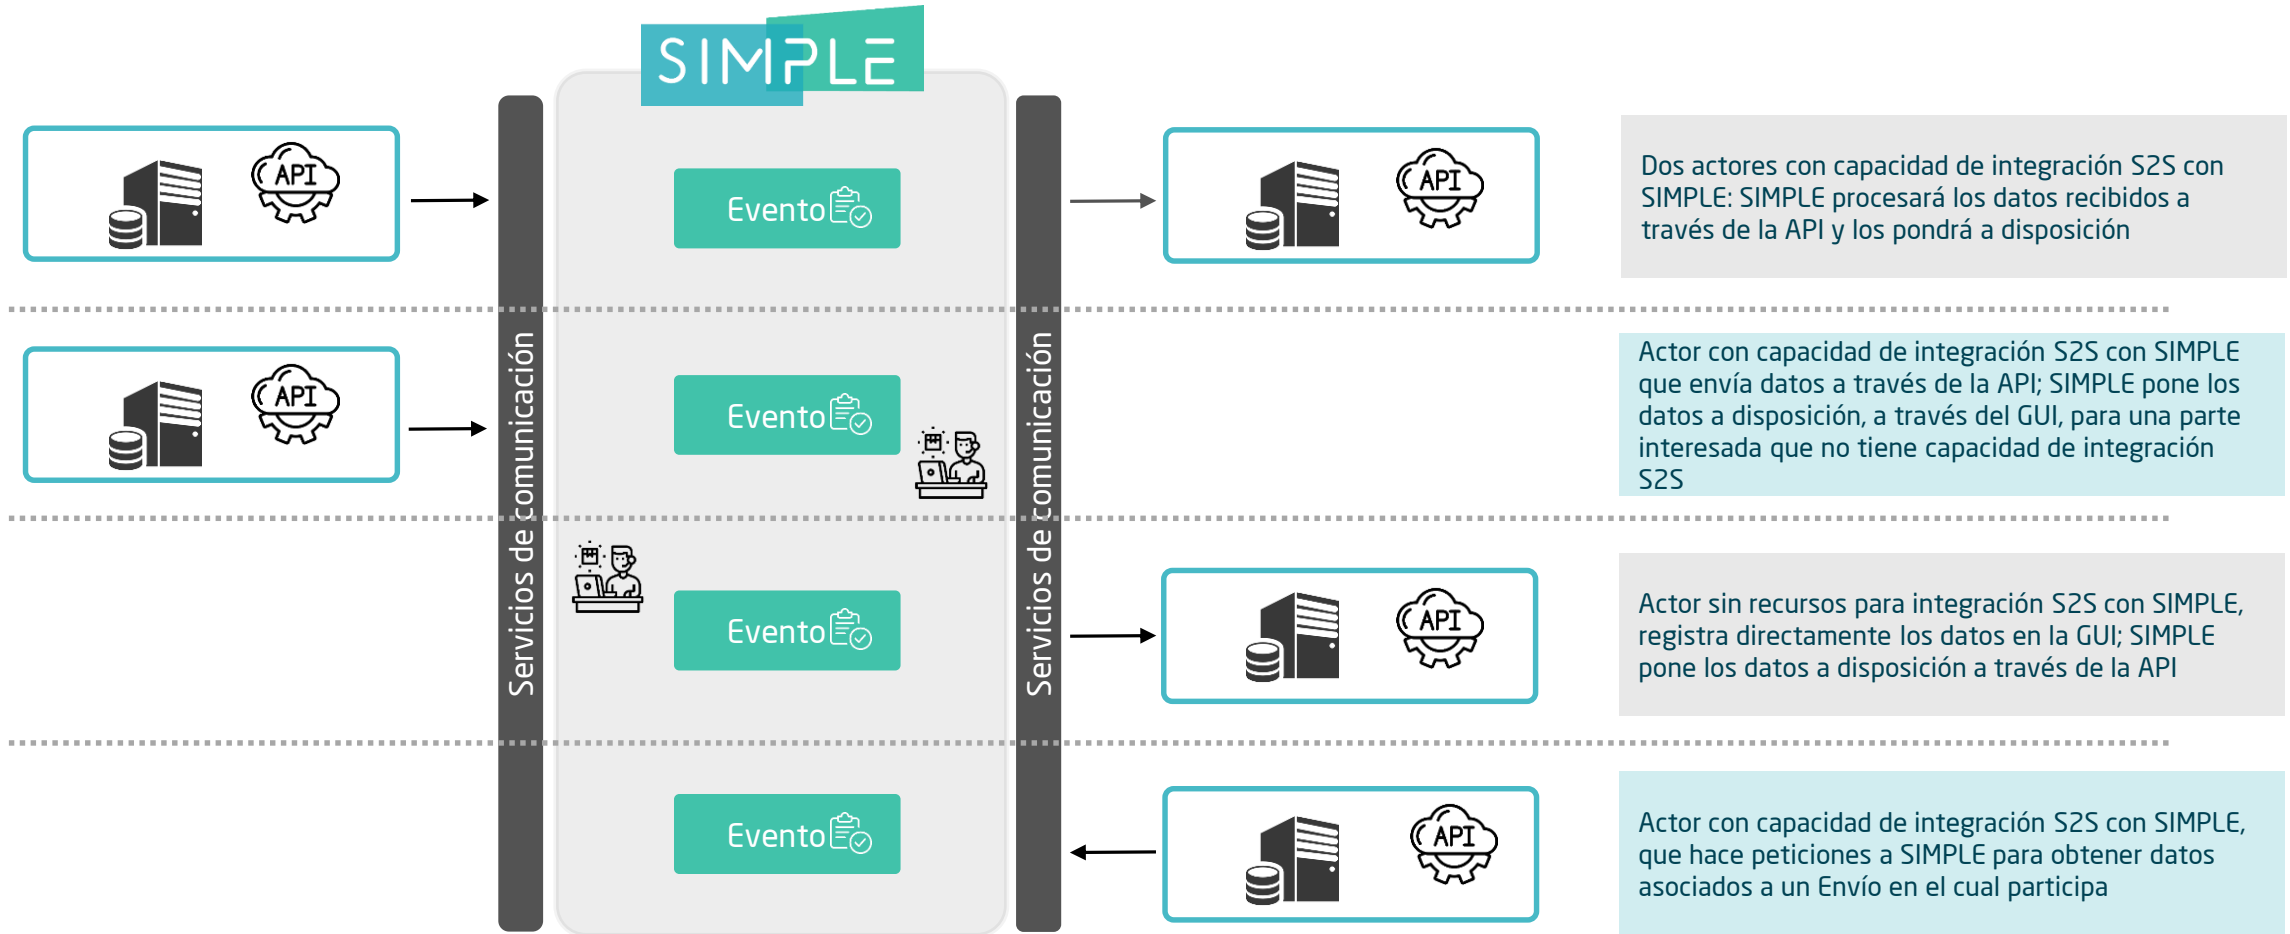 SIMPLE
API
Evento
API
Dos actores con capacidad de integración S2S con
SIMPLE: SIMPLE procesará los datos recibidos a
través de la API y los pondrá a disposición
Servicios de comunicación
Servicios de comunicación
API
Evento
Actor con capacidad de integración S2S con SIMPLE
que envía datos a través de la API; SIMPLE pone los
datos a disposición, a través del GUI, para una parte
interesada que no tiene capacidad de integración
S2S
Evento
API
Actor sin recursos para integración S2S con SIMPLE,
registra directamente los datos en la GUI; SIMPLE
pone los datos a disposición a través de la API
Evento
API
Actor con capacidad de integración S2S con SIMPLE,
que hace peticiones a SIMPLE para obtener datos
asociados a un Envío en el cual participa